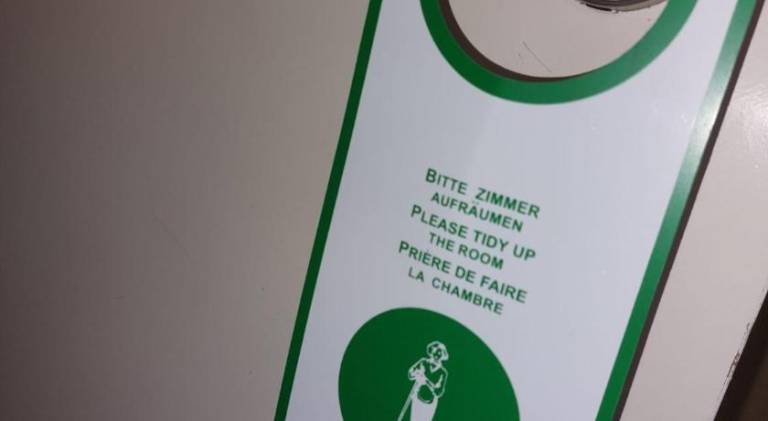 BITTE ZIMMER
AUFRÄUMEN
PLEASE TIDY UP
THE ROOM
PRIÈRE DE FAIRE
LA CHAMBRE